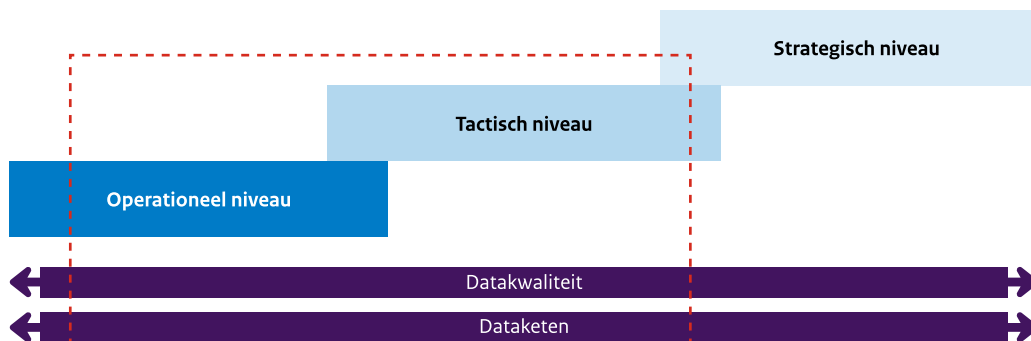 Strategisch niveau
Tactisch niveau
Operationeel niveau
Datakwaliteit
Dataketen